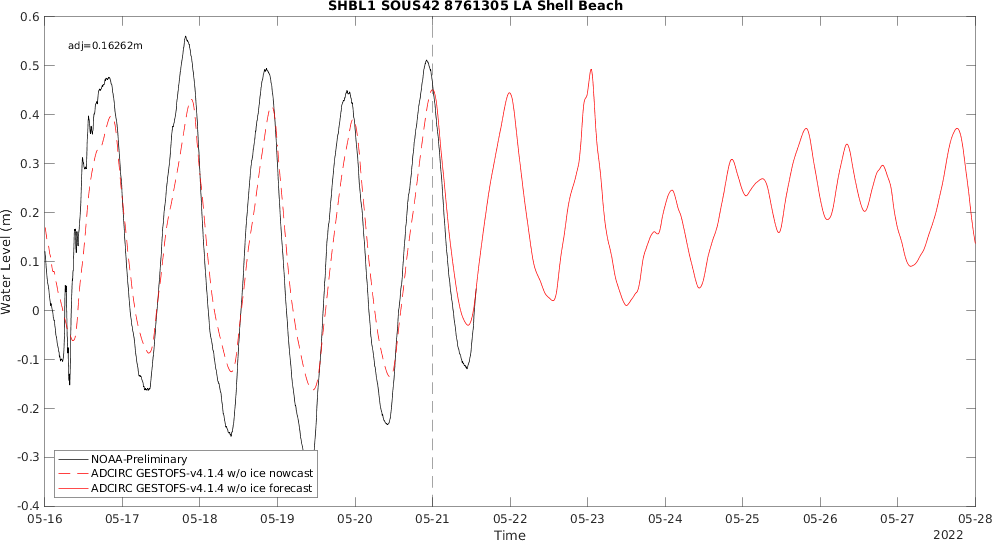 SHBL1 SOUS42 8761305 LA Shell Beach
adj=0.16262m
Water Level (m)
0.6
0.5
0.4
0.3
0.2
0.1
0
-0.1
-0.2
-0.3
-0.4
NOAA-Preliminary
ADCIRC GESTOFS-v4.1.4 w/o ice nowcast
ADCIRC GESTOFS-v4.1.4 w/o ice forecast
05-16 05-17 05-18 05-19 05-20 05-21 05-22 05-23 05-24 05-25 05-26 05-27 05-28
Time
2022